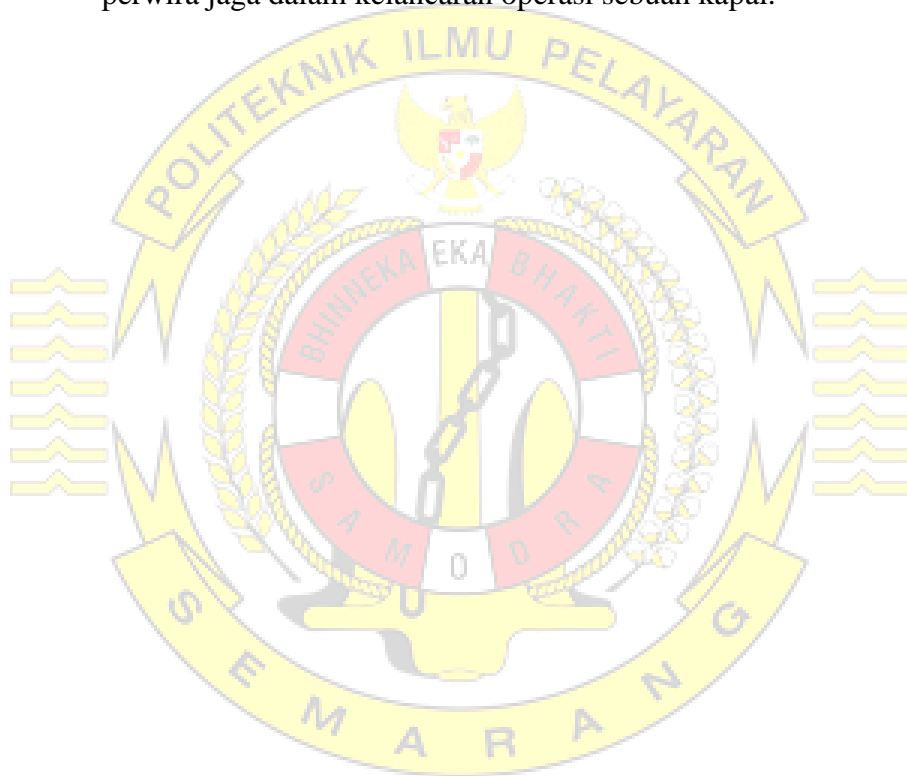 perwira jaga dalam kelancaran operasi sebuah kapal.
POLITEKNIK ILMU PELAYARAN
BHINNEKA EKA BHAKTI
SAMODRA
SEMARANG